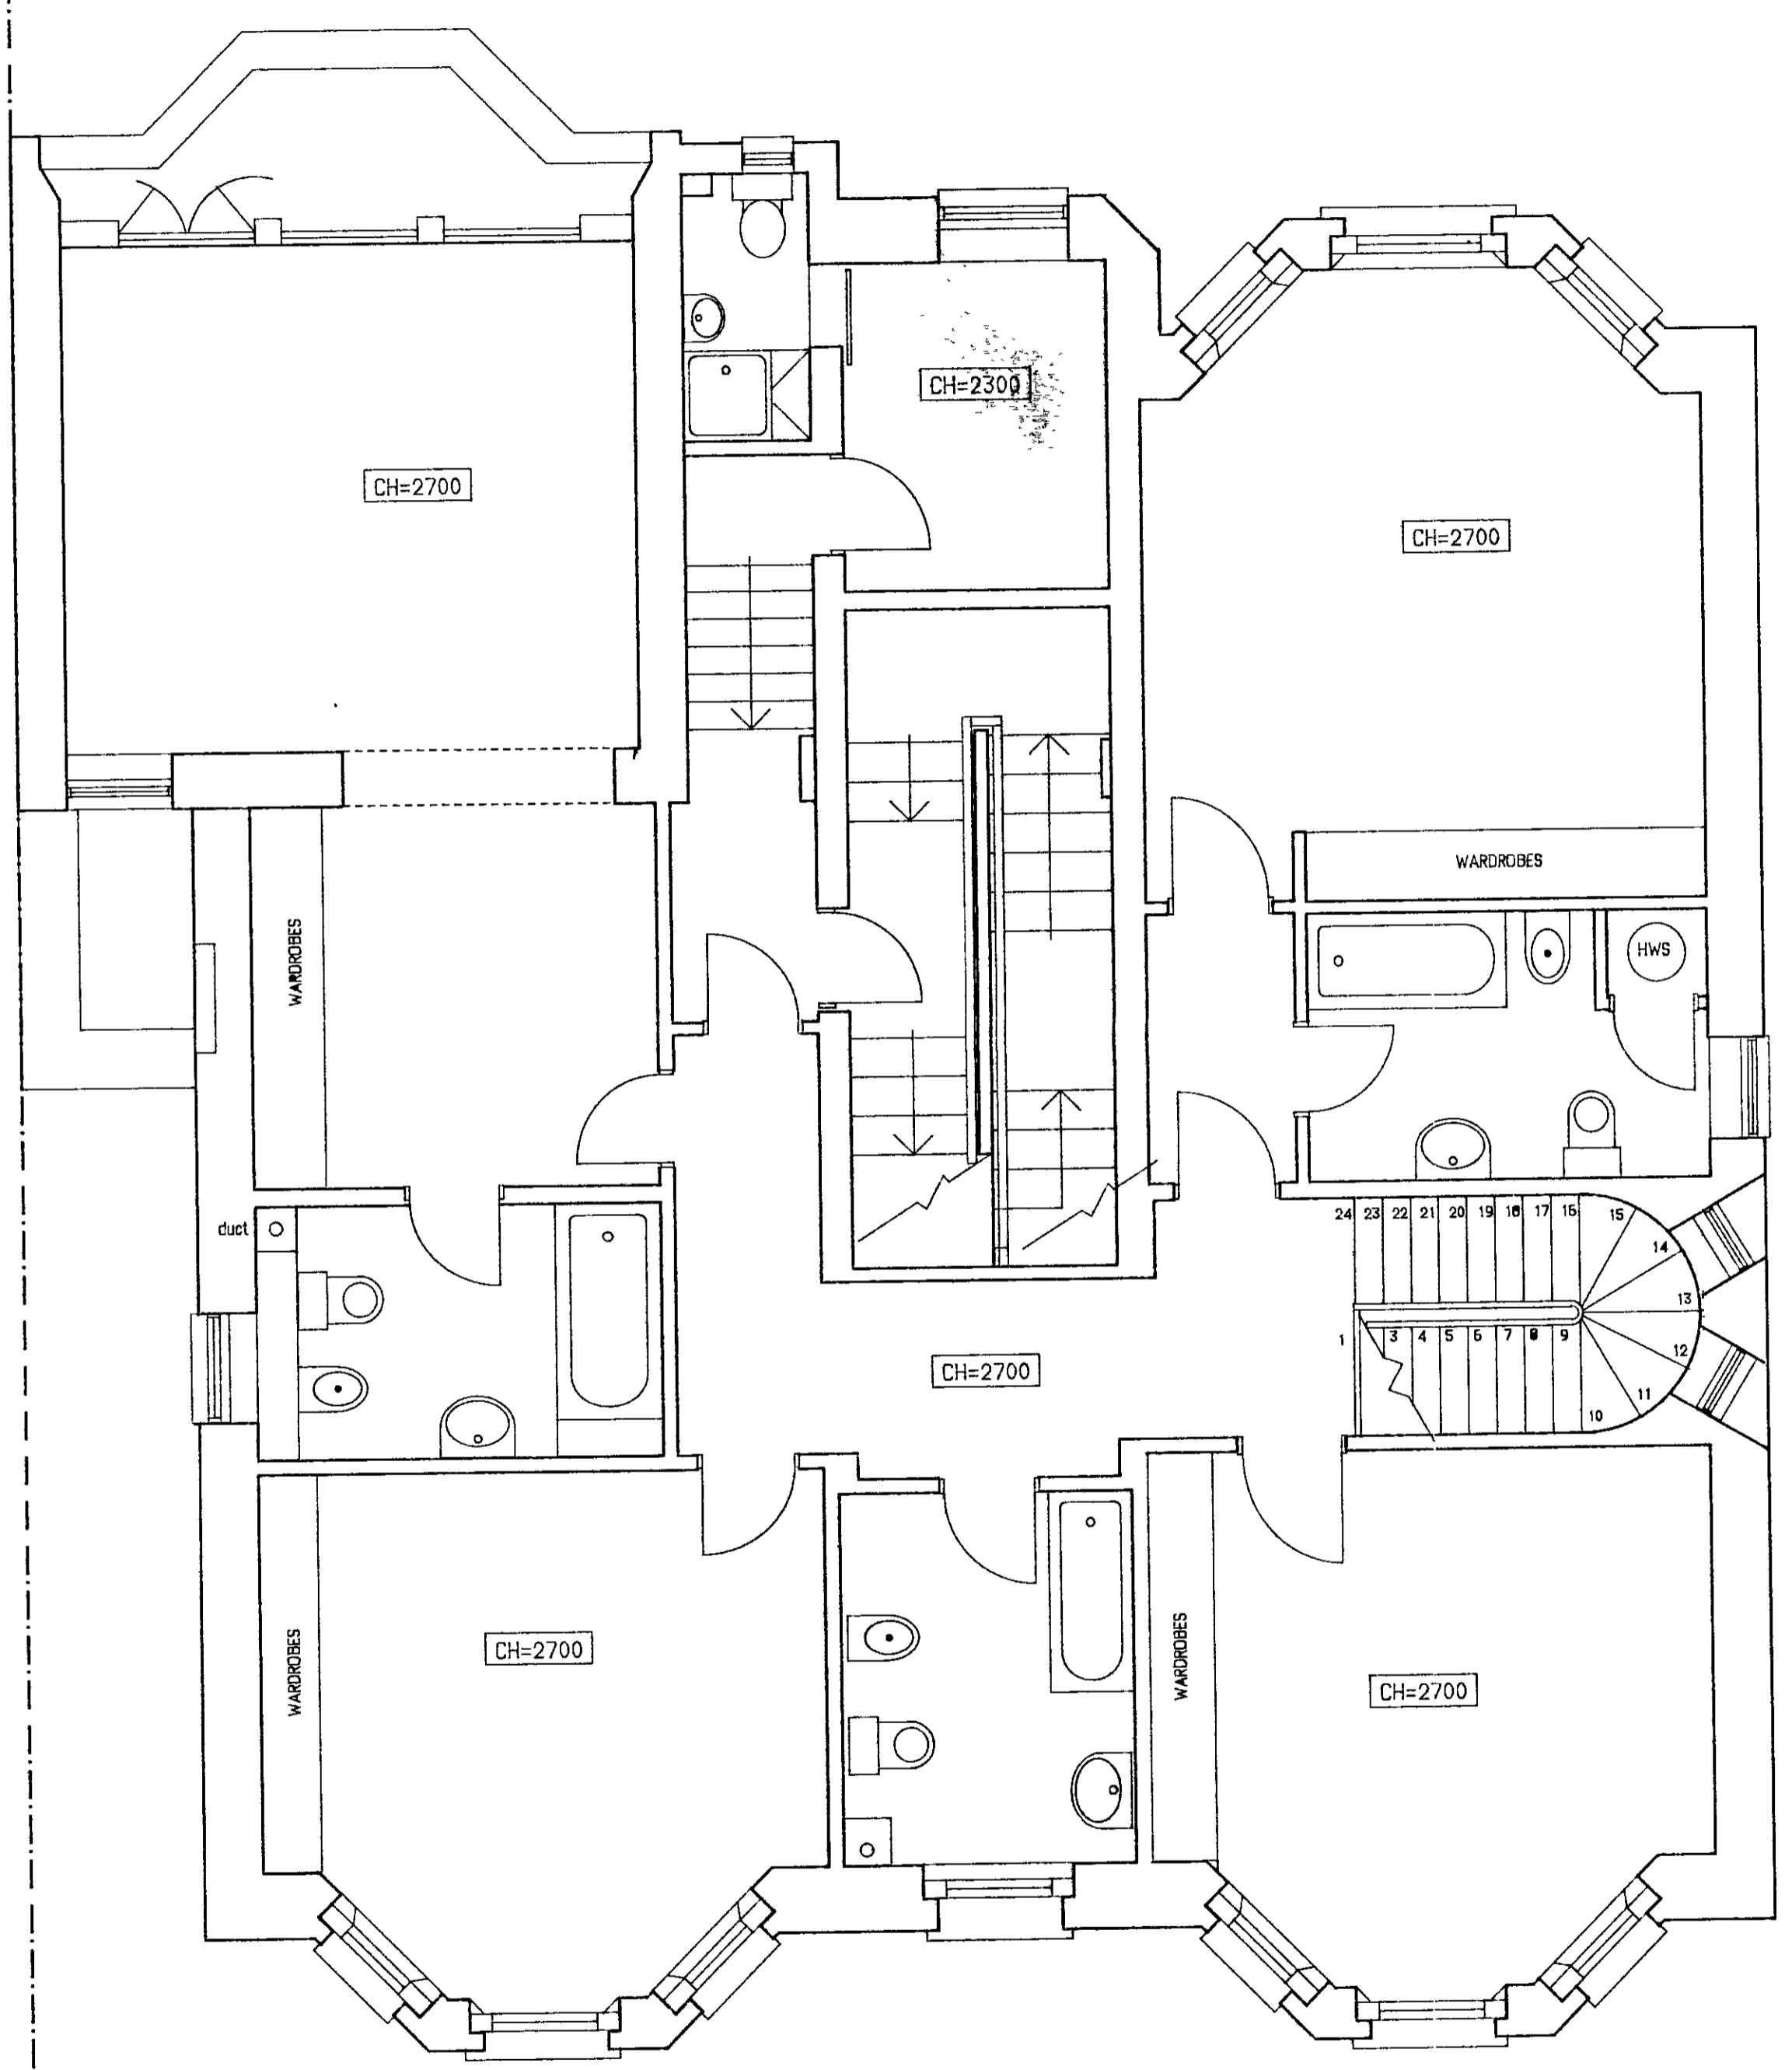 CH=2300
CH=2700
CH=2700
WARDROBES
WARDROBES
HWS
duct
24 23 22 21 20 19 18 17 16 15
14
13
12
11
10
1 3 4 5 6 7 8 9
CH=2700
WARDROBES
CH=2700
WARDROBES
CH=2700